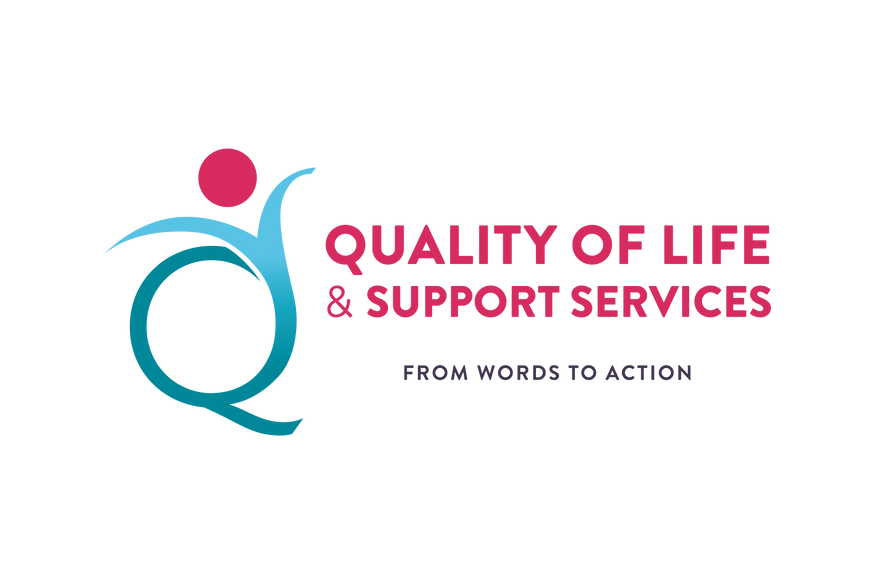 QUALITY OF LIFE
& SUPPORT SERVICES
FROM WORDS TO ACTION